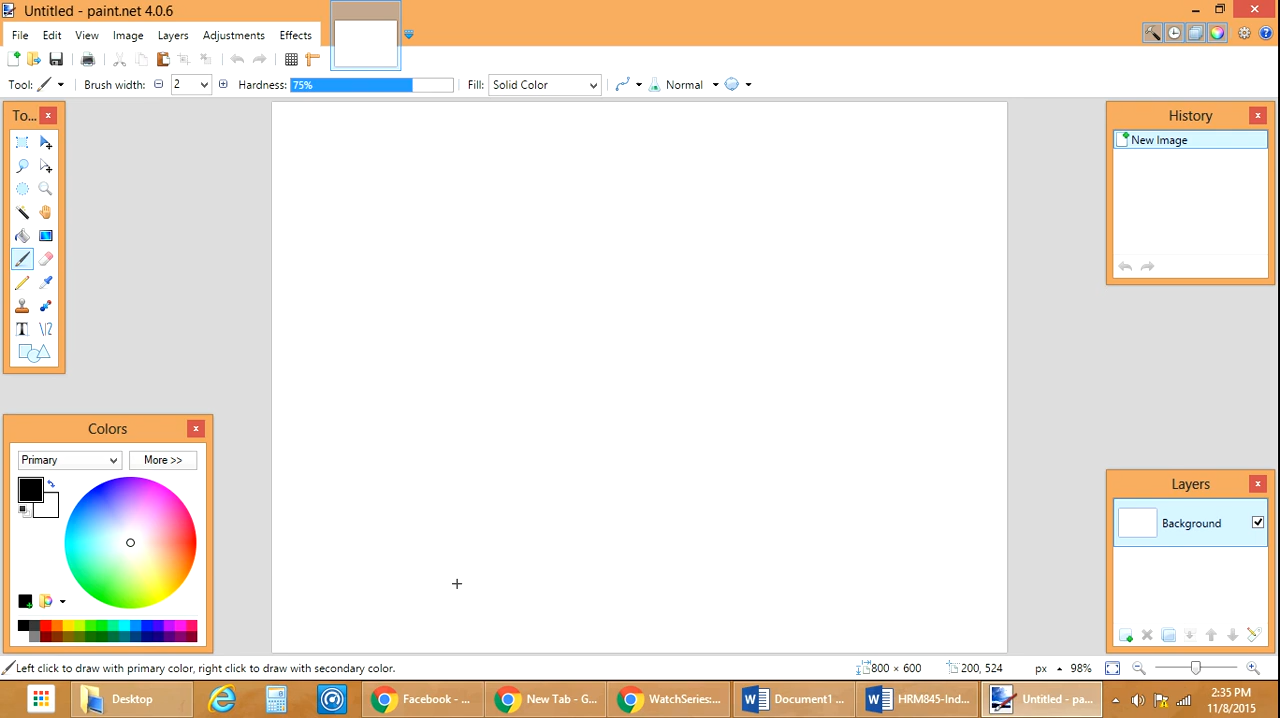 Untitled - paint.net 4.0.6
File Edit View Image Layers Adjustments Effects
Tool: Brush width: 2 Hardness: 75% Fill: Solid Color Normal
To...
History
New Image
Colors
Primary More >>
Layers
Background
Left click to draw with primary color, right click to draw with secondary color. 800 × 600 200, 524 px 98%
Desktop Facebook - ... New Tab - G... WatchSeries:... Document1 ... HRM845-Ind... Untitled - pa...
2:35 PM
11/8/2015